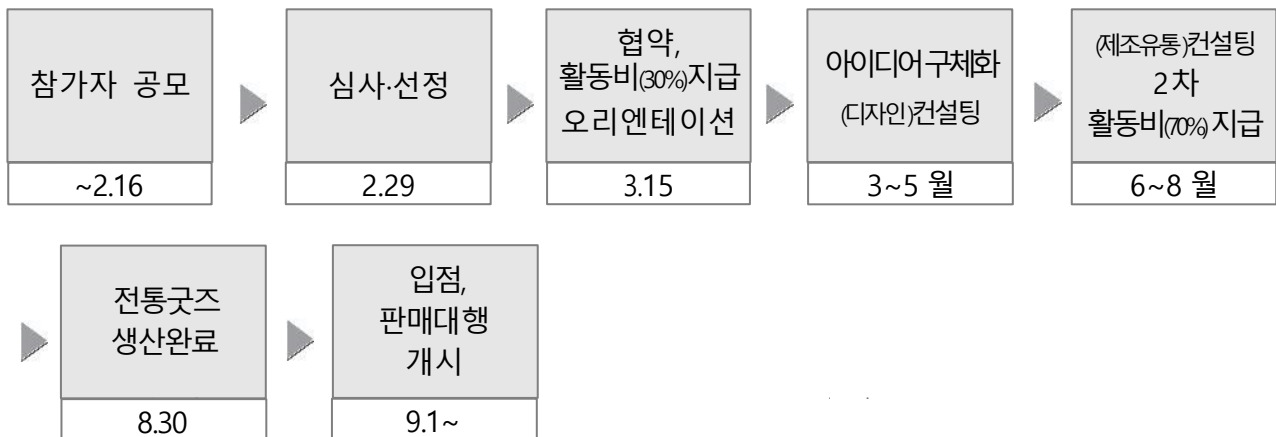 참가자 공모
~2.16
심사·선정
2.29
협약,
활동비(30%)지급
오리엔테이션
3.15
아이디어 구체화
(디자인)컨설팅
3~5 월
(제조유통)컨설팅
2차
활동비(70%) 지급
6~8 월
전통굿즈
생산완료
8.30
입점,
판매대행
개시
9.1~